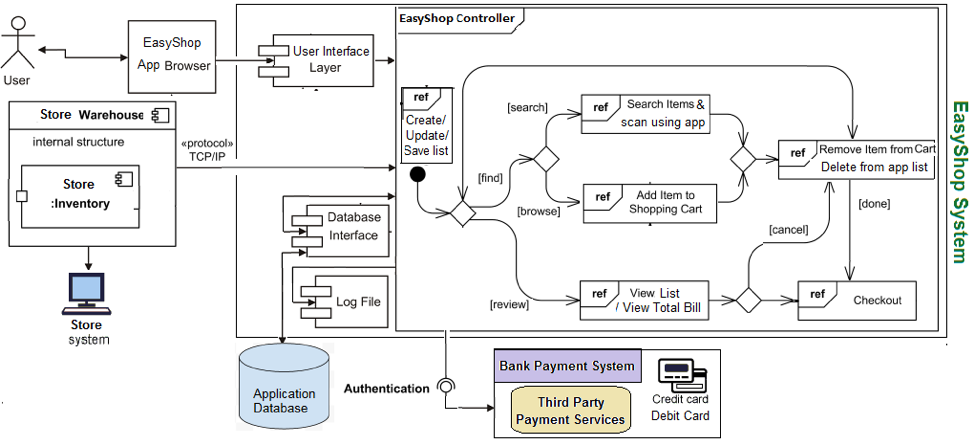 User
EasyShop
App Browser
User Interface
Layer
EasyShop Controller
ref
Create/
Update/
Save list
[search]
[find]
[browse]
[review]
ref
Search Items &
scan using app
ref
Add Item to
Shopping Cart
ref
Remove Item from Cart
Delete from app list
[done]
[cancel]
ref
View List
/ View Total Bill
ref
Checkout
EasyShop System
Store Warehouse
internal structure
Store
:Inventory
«protocol»
TCP/IP
Store
system
Database
Interface
Log File
Application
Database
Authentication
Bank Payment System
Third Party
Payment Services
Credit card
Debit Card